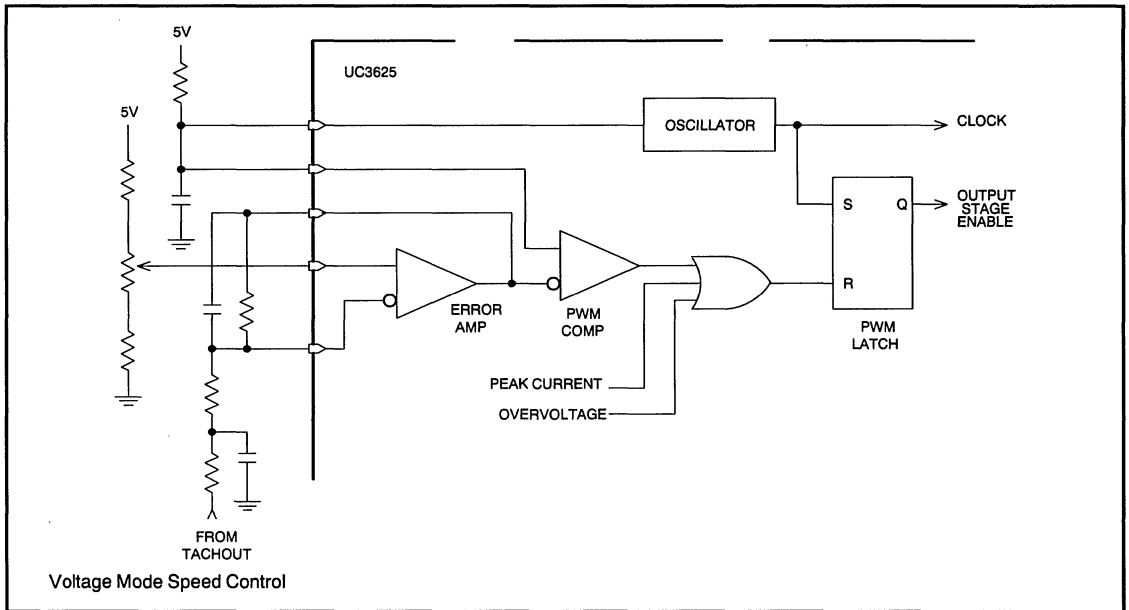 5V
UC3625
5V
OSCILLATOR
CLOCK
S
Q
OUTPUT
STAGE
ENABLE
ERROR
AMP
PWM
COMP
R
PWM
LATCH
PEAK CURRENT
OVERVOLTAGE
FROM
TACHOUT
Voltage Mode Speed Control